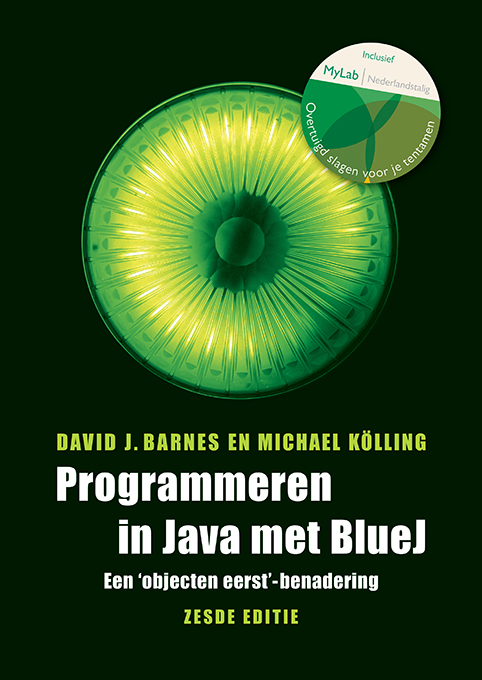 Inclusief
MyLab | Nederlandstalig
Overtuigd slagen voor je tentamen
DAVID J. BARNES EN MICHAEL KÖLLING
Programmeren
in Java met BlueJ
Een ‘objecten eerst’-benadering
ZESDE EDITIE